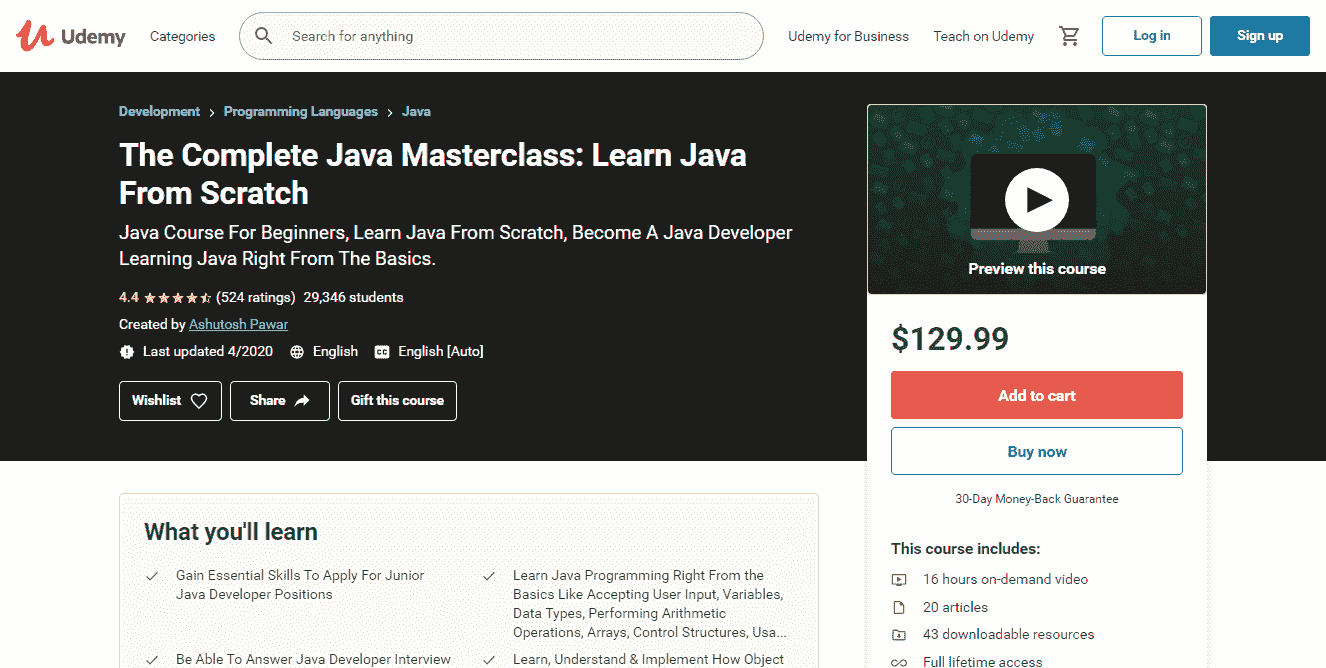 Udemy
Categories
Search for anything
Udemy for Business
Teach on Udemy
Log in
Sign up
Development > Programming Languages > Java
The Complete Java Masterclass: Learn Java
From Scratch
Java Course For Beginners, Learn Java From Scratch, Become A Java Developer
Learning Java Right From The Basics.
4.4 (524 ratings) 29,346 students
Created by Ashutosh Pawar
Last updated 4/2020 English CC English [Auto]
Wishlist
Share
Gift this course
Preview this course
$129.99
Add to cart
Buy now
30-Day Money-Back Guarantee
This course includes:
16 hours on-demand video
20 articles
43 downloadable resources
Full lifetime access
What you'll learn
Gain Essential Skills To Apply For Junior
Java Developer Positions
Learn Java Programming Right From the
Basics Like Accepting User Input, Variables,
Data Types, Performing Arithmetic
Operations, Arrays, Control Structures, Usa...
Be Able To Answer Java Developer Interview
Learn, Understand & Implement How Object